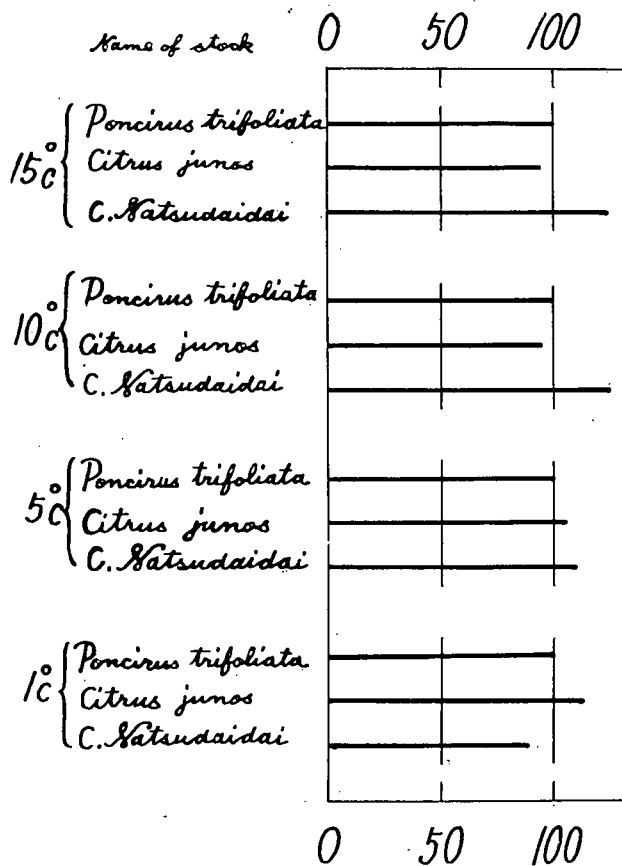 Name of stock 0 50 100
15°C
Poncirus trifoliata
Citrus junos
C. Natsudaidai
10°C
Poncirus trifoliata
Citrus junos
C. Natsudaidai
5°C
Poncirus trifoliata
Citrus junos
C. Natsudaidai
1°C
Poncirus trifoliata
Citrus junos
C. Natsudaidai
0 50 100